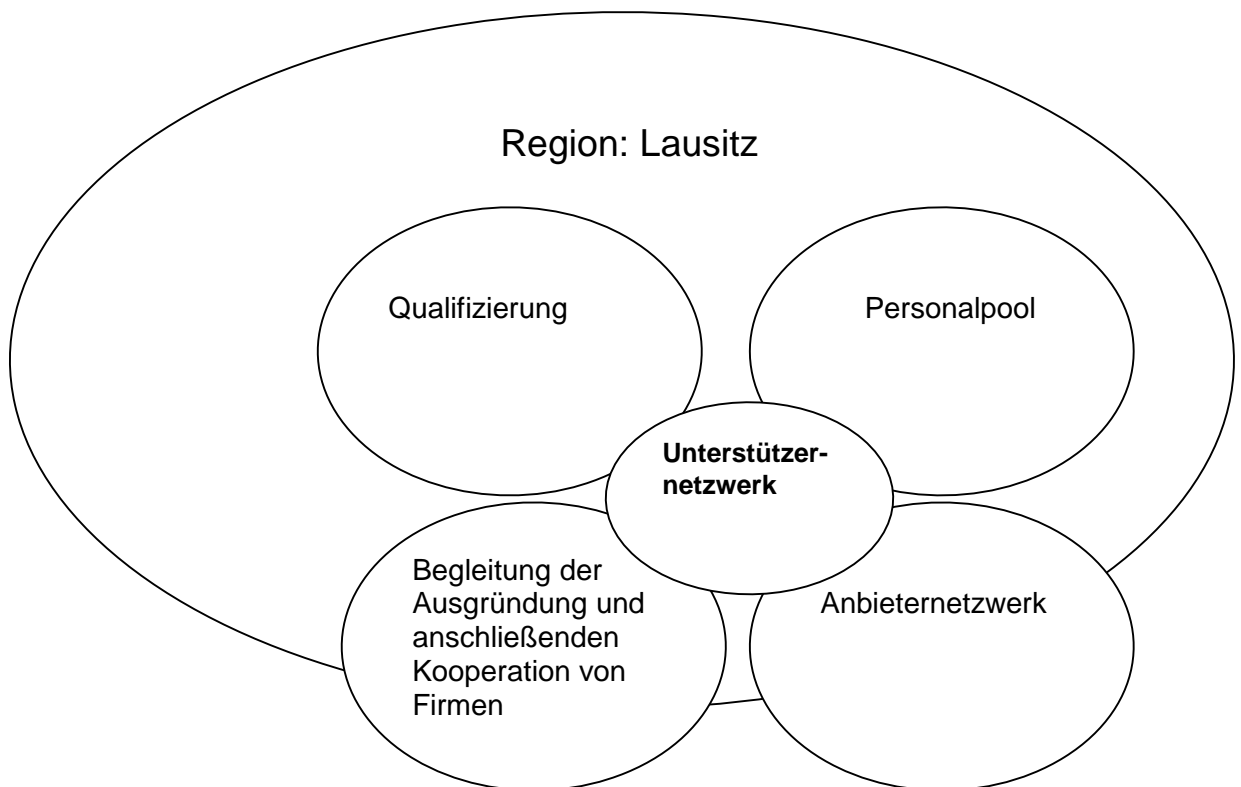 Region: Lausitz
Qualifizierung
Personalpool
Unterstützer-
netzwerk
Begleitung der
Ausgründung und
anschließenden
Kooperation von
Firmen
Anbieternetzwerk